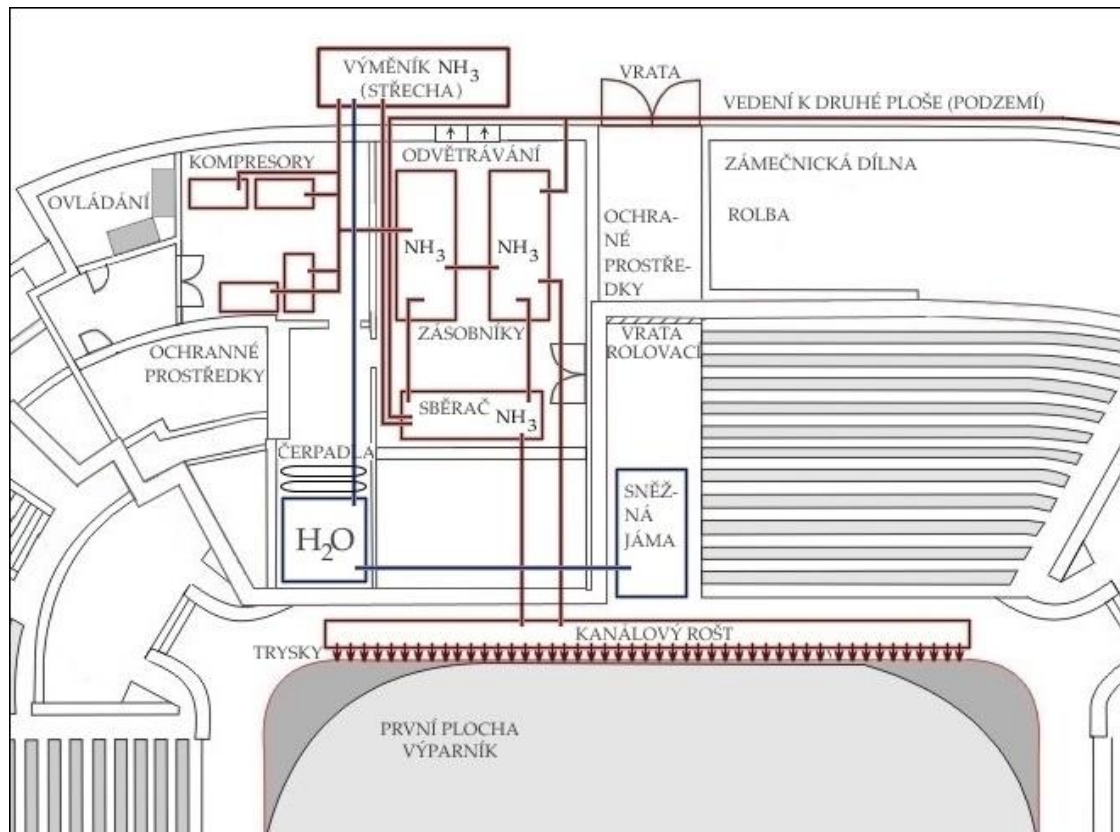 VÝMĚNÍK NH₃
(STŘECHA)
VRATA
VEDENÍ K DRUHÉ PLOŠE (PODZEMÍ)
KOMPRESORY
ODVĚTRÁVÁNÍ
ZÁMEČNICKÁ DÍLNA
OVLÁDÁNÍ
ROLBA
OCHRA-
NÉ
PROSTŘE-
DKY
NH₃
NH₃
ZÁSOBNÍKY
VRATA
ROLOVACÍ
OCHRANNÉ
PROSTŘEDKY
SBĚRAČ NH₃
ČERPADLA
H₂O
SNĚŽ-
NÁ
JÁMA
KANÁLOVÝ ROŠT
TRYSKY
PRVNÍ PLOCHA
VÝPARNÍK